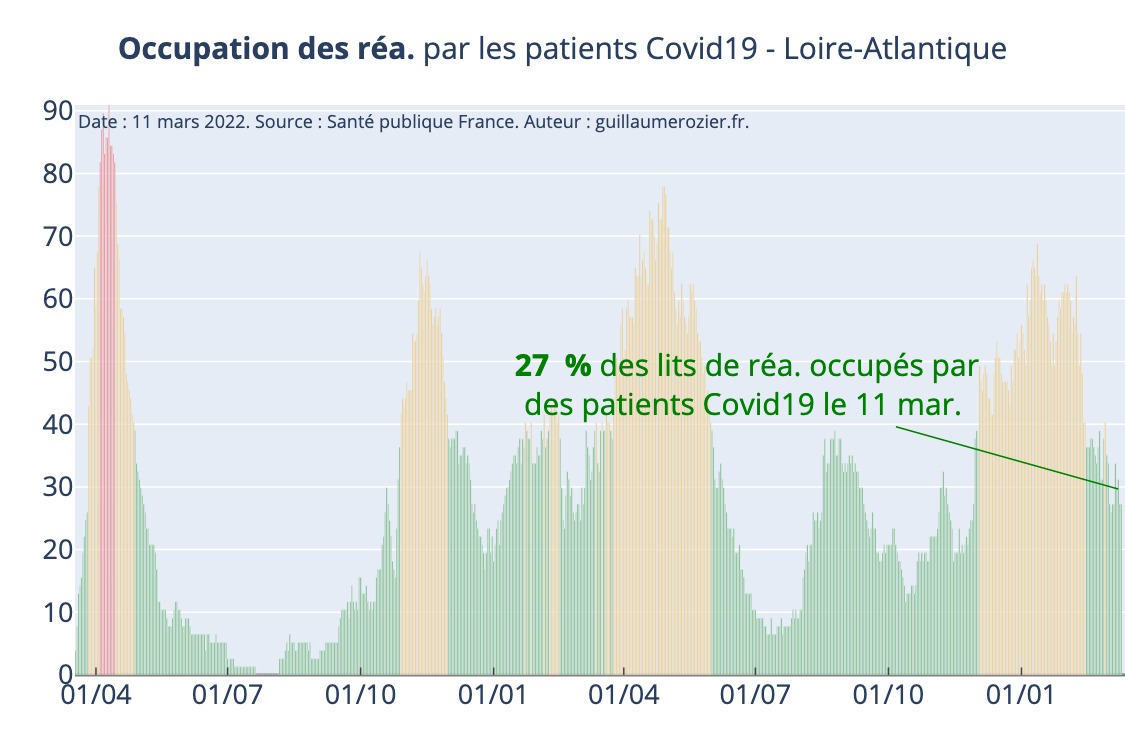 Occupation des réa. par les patients Covid19 - Loire-Atlantique
90
Date : 11 mars 2022. Source : Santé publique France. Auteur : guillaumerozier.fr.
80
70
60
50
27 % des lits de réa. occupés par
des patients Covid19 le 11 mar.
40
30
20
10
0
01/04 01/07 01/10 01/01 01/04 01/07 01/10 01/01